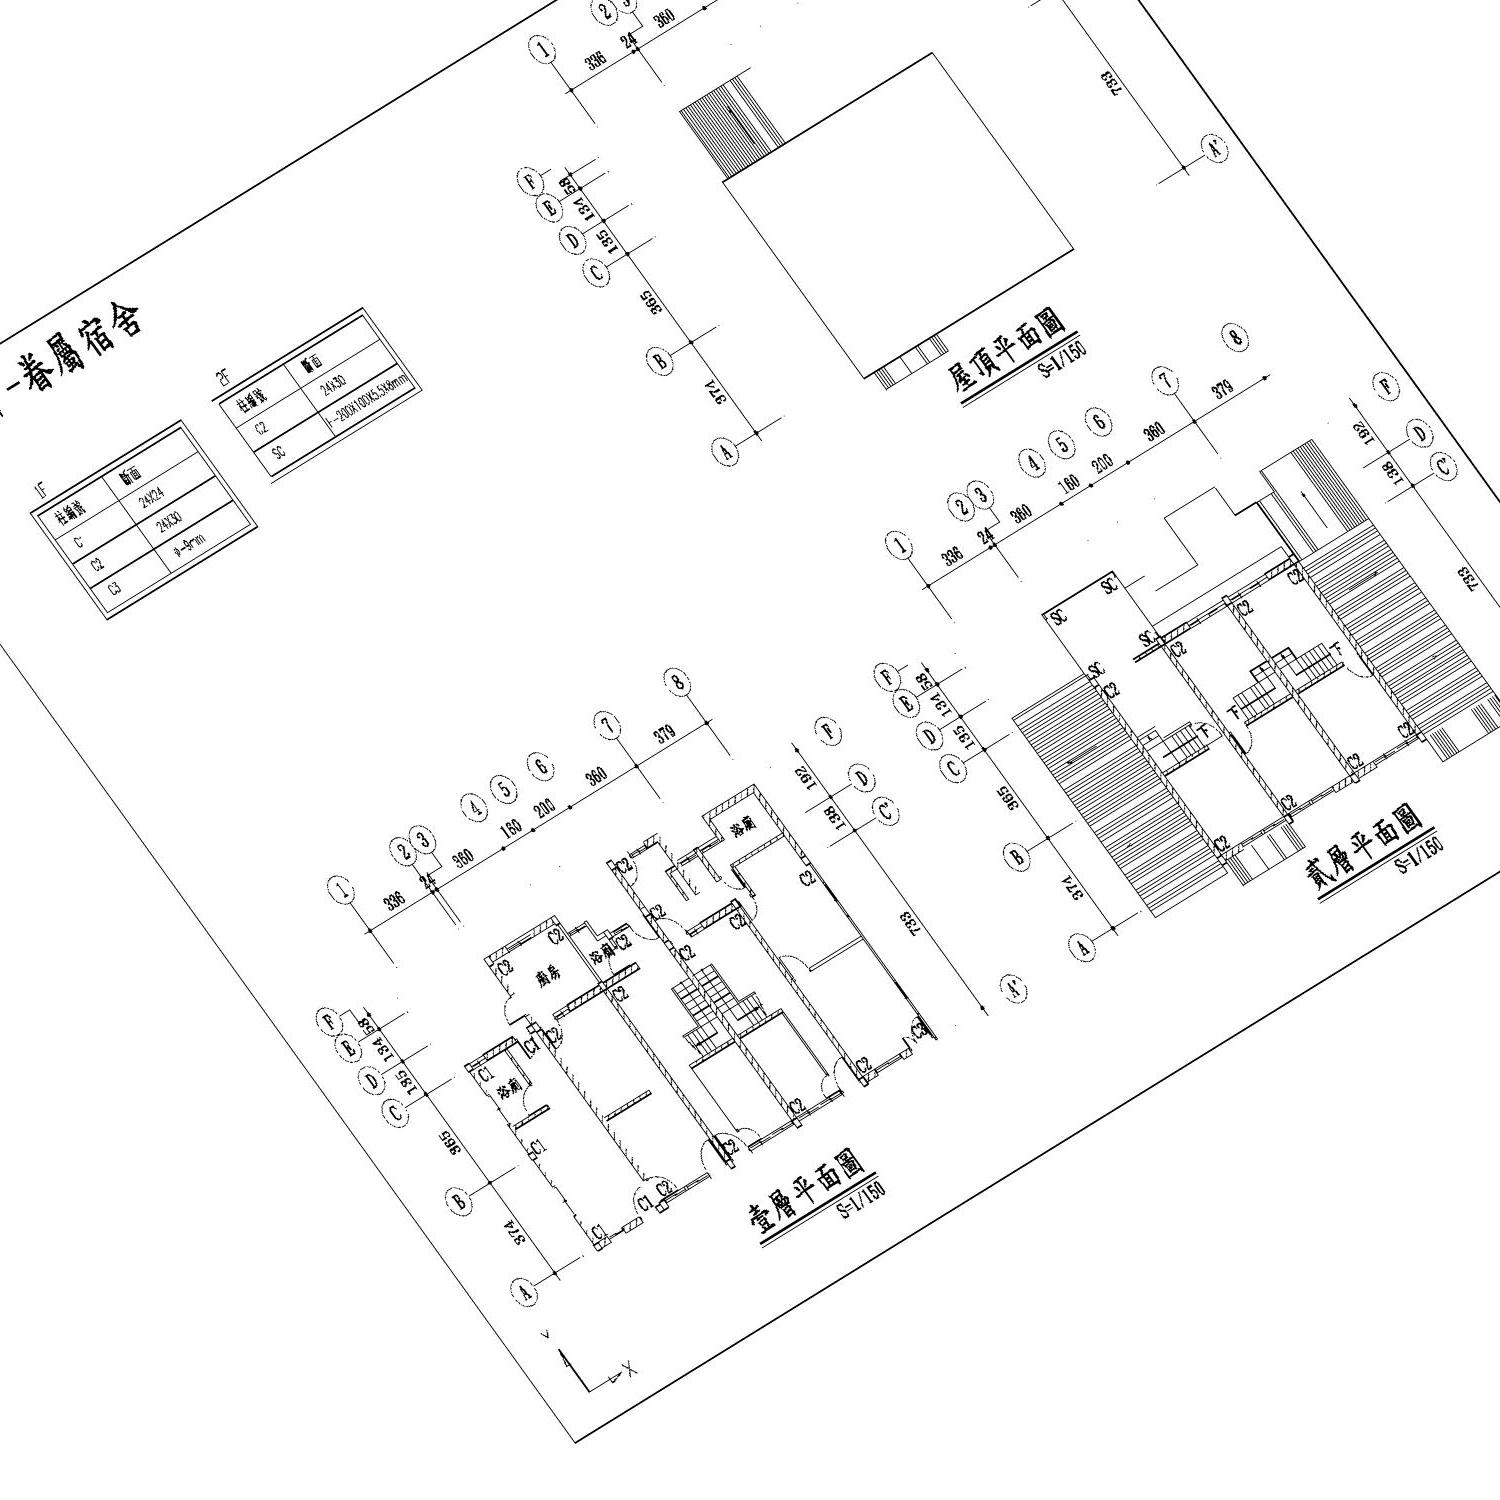 -眷屬宿舍
1F
柱編號 斷面
C 24X24
C2 24X30
C3 φ-9mm
2F
柱編號 斷面
C2 24X30
SC H-200X100X5.5X8mm
1 2 3
336 24 360
F E D C B A
58 134 135 365 374
733
A'
屋頂平面圖
S=1/150
1 2 3 4 5 6 7 8
336 24 360 160 200 360 379
F E D C B A
58 134 135 365 374
F D C'
192 138 733
SC SC SC SC
C2 C2 C2 C2
下 下 下
C2 C2 C2 C2
貳層平面圖
S=1/150
1 2 3 4 5 6 7 8
336 24 360 160 200 360 379
F E D C B A
58 134 135 365 374
F D C' A'
192 138 733
浴廁
C2 C2 C2 C2 C2
C2 C2 C2 C2 C2
廚房 浴廁
C1 C1 C2
浴廁
C1
C1 C1 C2 C2 C2 C2 C3
壹層平面圖
S=1/150
Y
X